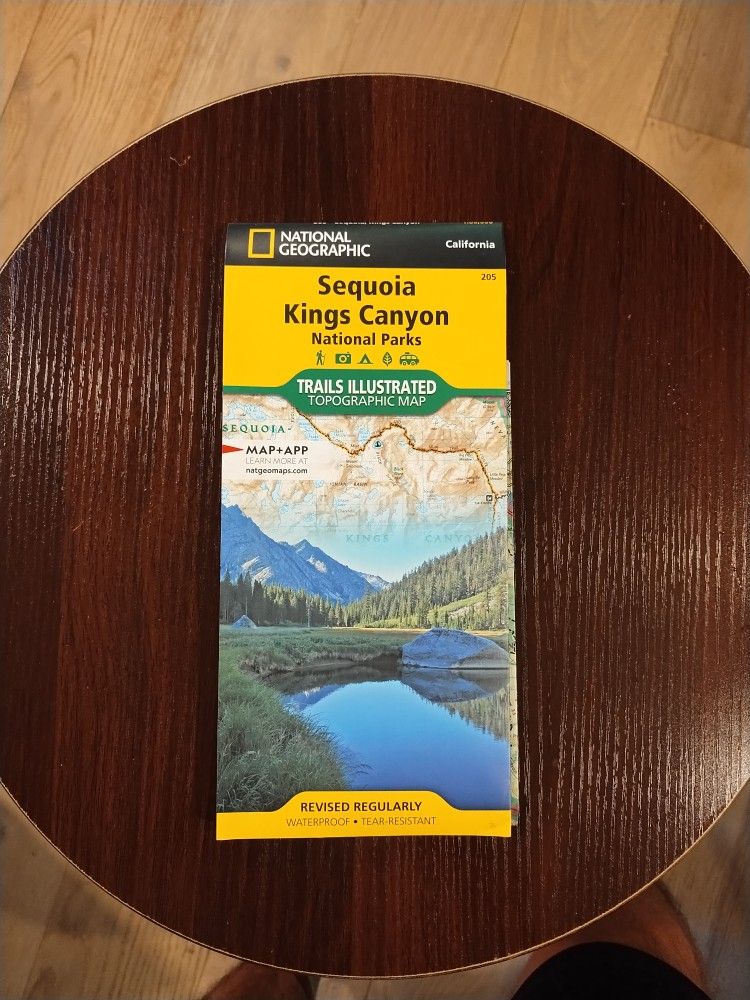 NATIONAL
GEOGRAPHIC
California
205
Sequoia
Kings Canyon
National Parks
TRAILS ILLUSTRATED
TOPOGRAPHIC MAP
SEQUOIA-
MAP+APP
LEARN MORE AT
natgeomaps.com
KINGS CANYO
REVISED REGULARLY
WATERPROOF • TEAR-RESISTANT